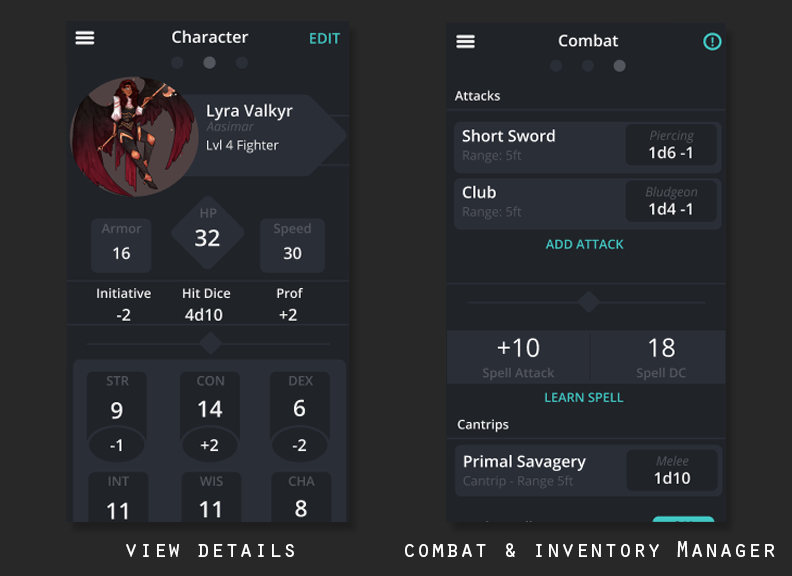 Character
EDIT
Lyra Valkyr
Aasimar
Lvl 4 Fighter
Armor
16
HP
32
Speed
30
Initiative
-2
Hit Dice
4d10
Prof
+2
STR
9
-1
CON
14
+2
DEX
6
-2
INT
11
WIS
11
CHA
8
VIEW DETAILS
Combat
Attacks
Short Sword
Range: 5ft
Piercing
1d6 -1
Club
Range: 5ft
Bludgeon
1d4 -1
ADD ATTACK
+10
Spell Attack
18
Spell DC
LEARN SPELL
Cantrips
Primal Savagery
Cantrip - Range 5ft
Melee
1d10
COMBAT & INVENTORY MANAGER